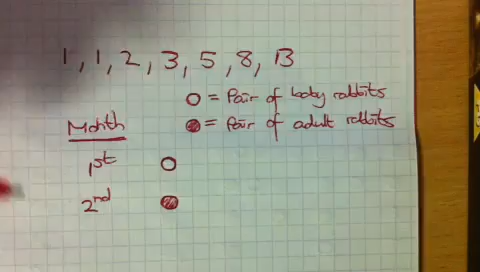 1, 1, 2, 3, 5, 8, 13
= Pair of baby rabbits
= Pair of adult rabbits
Month
1st
2nd